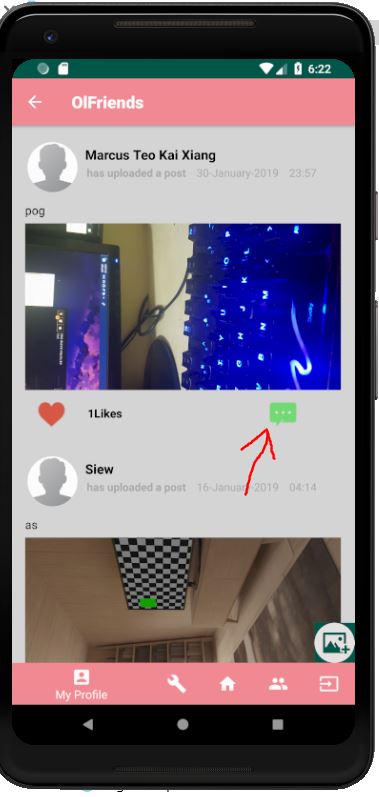 6:22
OlFriends
Marcus Teo Kai Xiang
has uploaded a post 30-January-2019 23:57
pog
1Likes
Siew
has uploaded a post 16-January-2019 04:14
as
My Profile